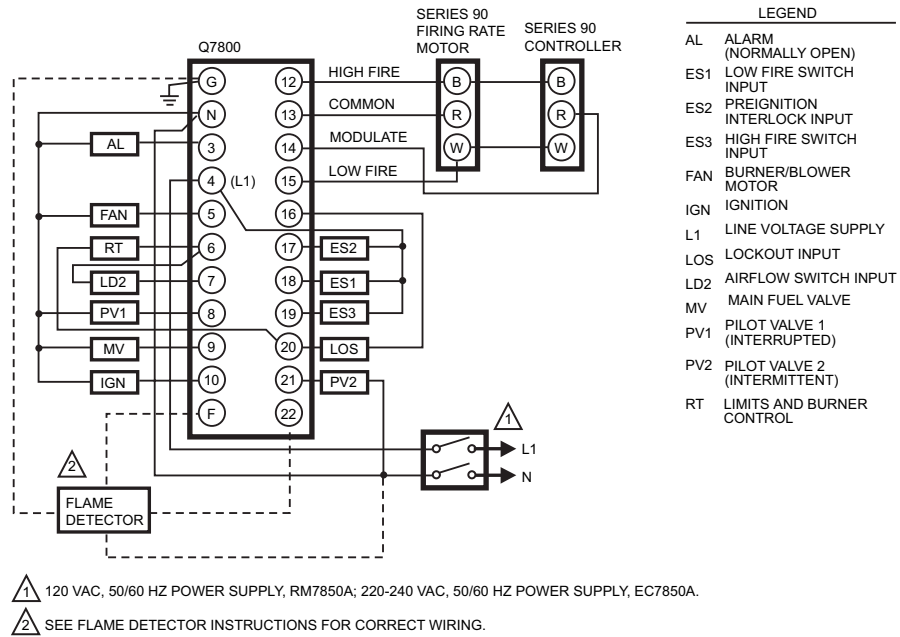 Q7800
SERIES 90
FIRING RATE
MOTOR
SERIES 90
CONTROLLER
G
N
3
4
(L1)
5
6
7
8
9
10
F
12
13
14
15
16
17
18
19
20
21
22
HIGH FIRE
COMMON
MODULATE
LOW FIRE
B
R
W
B
R
W
AL
FAN
RT
LD2
PV1
MV
IGN
ES2
ES1
ES3
LOS
PV2
1
L1
N
2
FLAME
DETECTOR
LEGEND
AL ALARM
(NORMALLY OPEN)
ES1 LOW FIRE SWITCH
INPUT
ES2 PREIGNITION
INTERLOCK INPUT
ES3 HIGH FIRE SWITCH
INPUT
FAN BURNER/BLOWER
MOTOR
IGN IGNITION
L1 LINE VOLTAGE SUPPLY
LOS LOCKOUT INPUT
LD2 AIRFLOW SWITCH INPUT
MV MAIN FUEL VALVE
PV1 PILOT VALVE 1
(INTERRUPTED)
PV2 PILOT VALVE 2
(INTERMITTENT)
RT LIMITS AND BURNER
CONTROL
1 120 VAC, 50/60 HZ POWER SUPPLY, RM7850A; 220-240 VAC, 50/60 HZ POWER SUPPLY, EC7850A.
2 SEE FLAME DETECTOR INSTRUCTIONS FOR CORRECT WIRING.